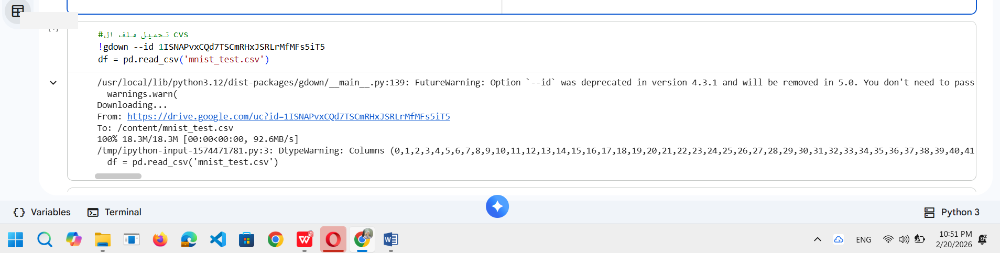 #تحميل ملف ال cvs
!gdown --id 1ISNAPvxCQd7TSCmRHxJSRLrMfMFs5iT5
df = pd.read_csv('mnist_test.csv')
/usr/local/lib/python3.12/dist-packages/gdown/__main__.py:139: FutureWarning: Option `--id` was deprecated in version 4.3.1 and will be removed in 5.0. You don't need to pass
warnings.warn(
Downloading...
From: https://drive.google.com/uc?id=1ISNAPvxCQd7TSCmRHxJSRLrMfMFs5iT5
To: /content/mnist_test.csv
100% 18.3M/18.3M [00:00<00:00, 92.6MB/s]
/tmp/ipython-input-1574471781.py:3: DtypeWarning: Columns (0,1,2,3,4,5,6,7,8,9,10,11,12,13,14,15,16,17,18,19,20,21,22,23,24,25,26,27,28,29,30,31,32,33,34,35,36,37,38,39,40,41
df = pd.read_csv('mnist_test.csv')
Variables Terminal Python 3
ENG
10:51 PM
2/20/2026